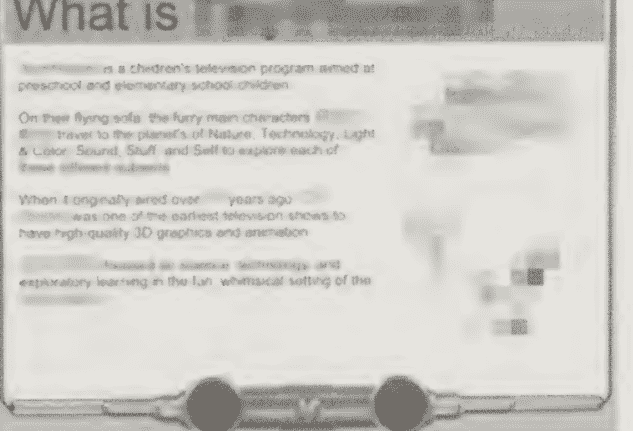 What is
is a children's television program aimed at
preschool and elementary school children
On their flying sofa, the furry main characters
travel to the planet's of Nature, Technology, Light
& Color, Sound, Stuff, and Self to explore each of
these different subjects
When it originally aired over years ago
was one of the earliest television shows to
have high-quality 3D graphics and animation
focused on science technology, and
exploratory learning in the fun, whimsical setting of the